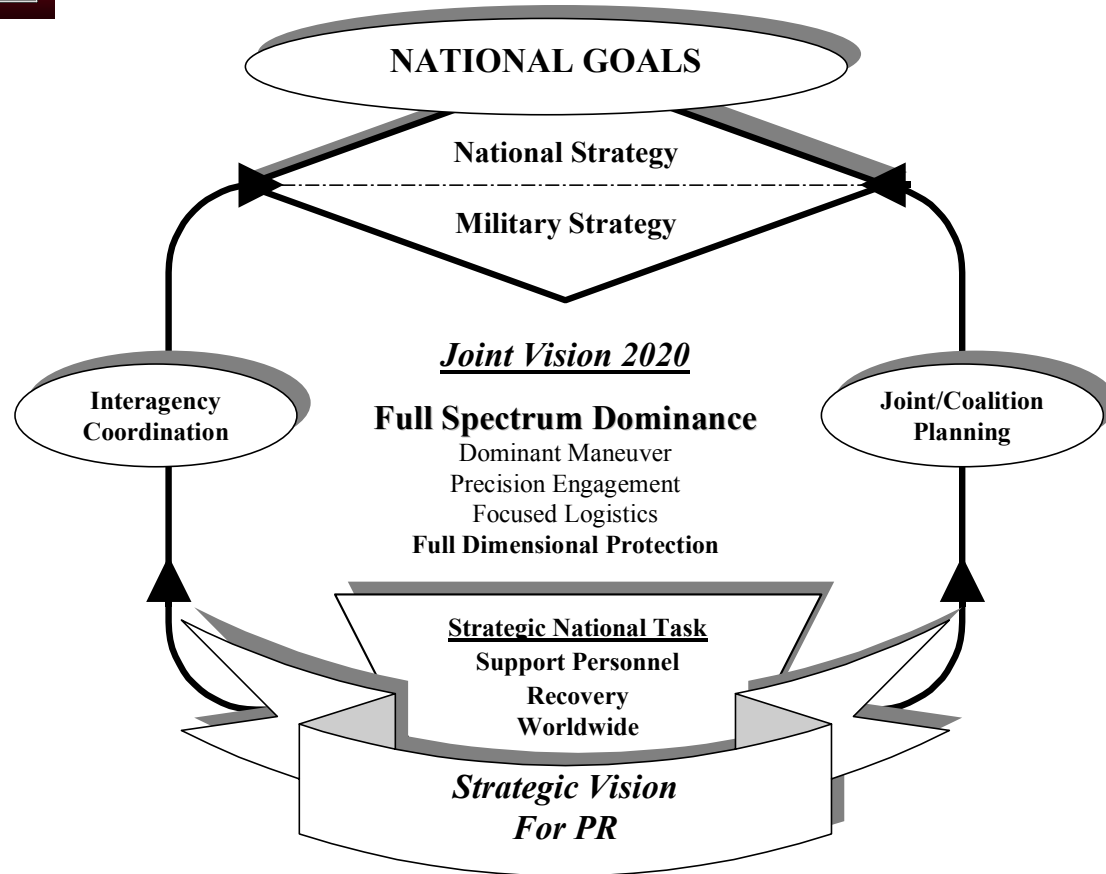 NATIONAL GOALS
National Strategy
Military Strategy
Joint Vision 2020
Interagency
Coordination
Full Spectrum Dominance
Dominant Maneuver
Precision Engagement
Focused Logistics
Full Dimensional Protection
Joint/Coalition
Planning
Strategic National Task
Support Personnel
Recovery
Worldwide
Strategic Vision
For PR